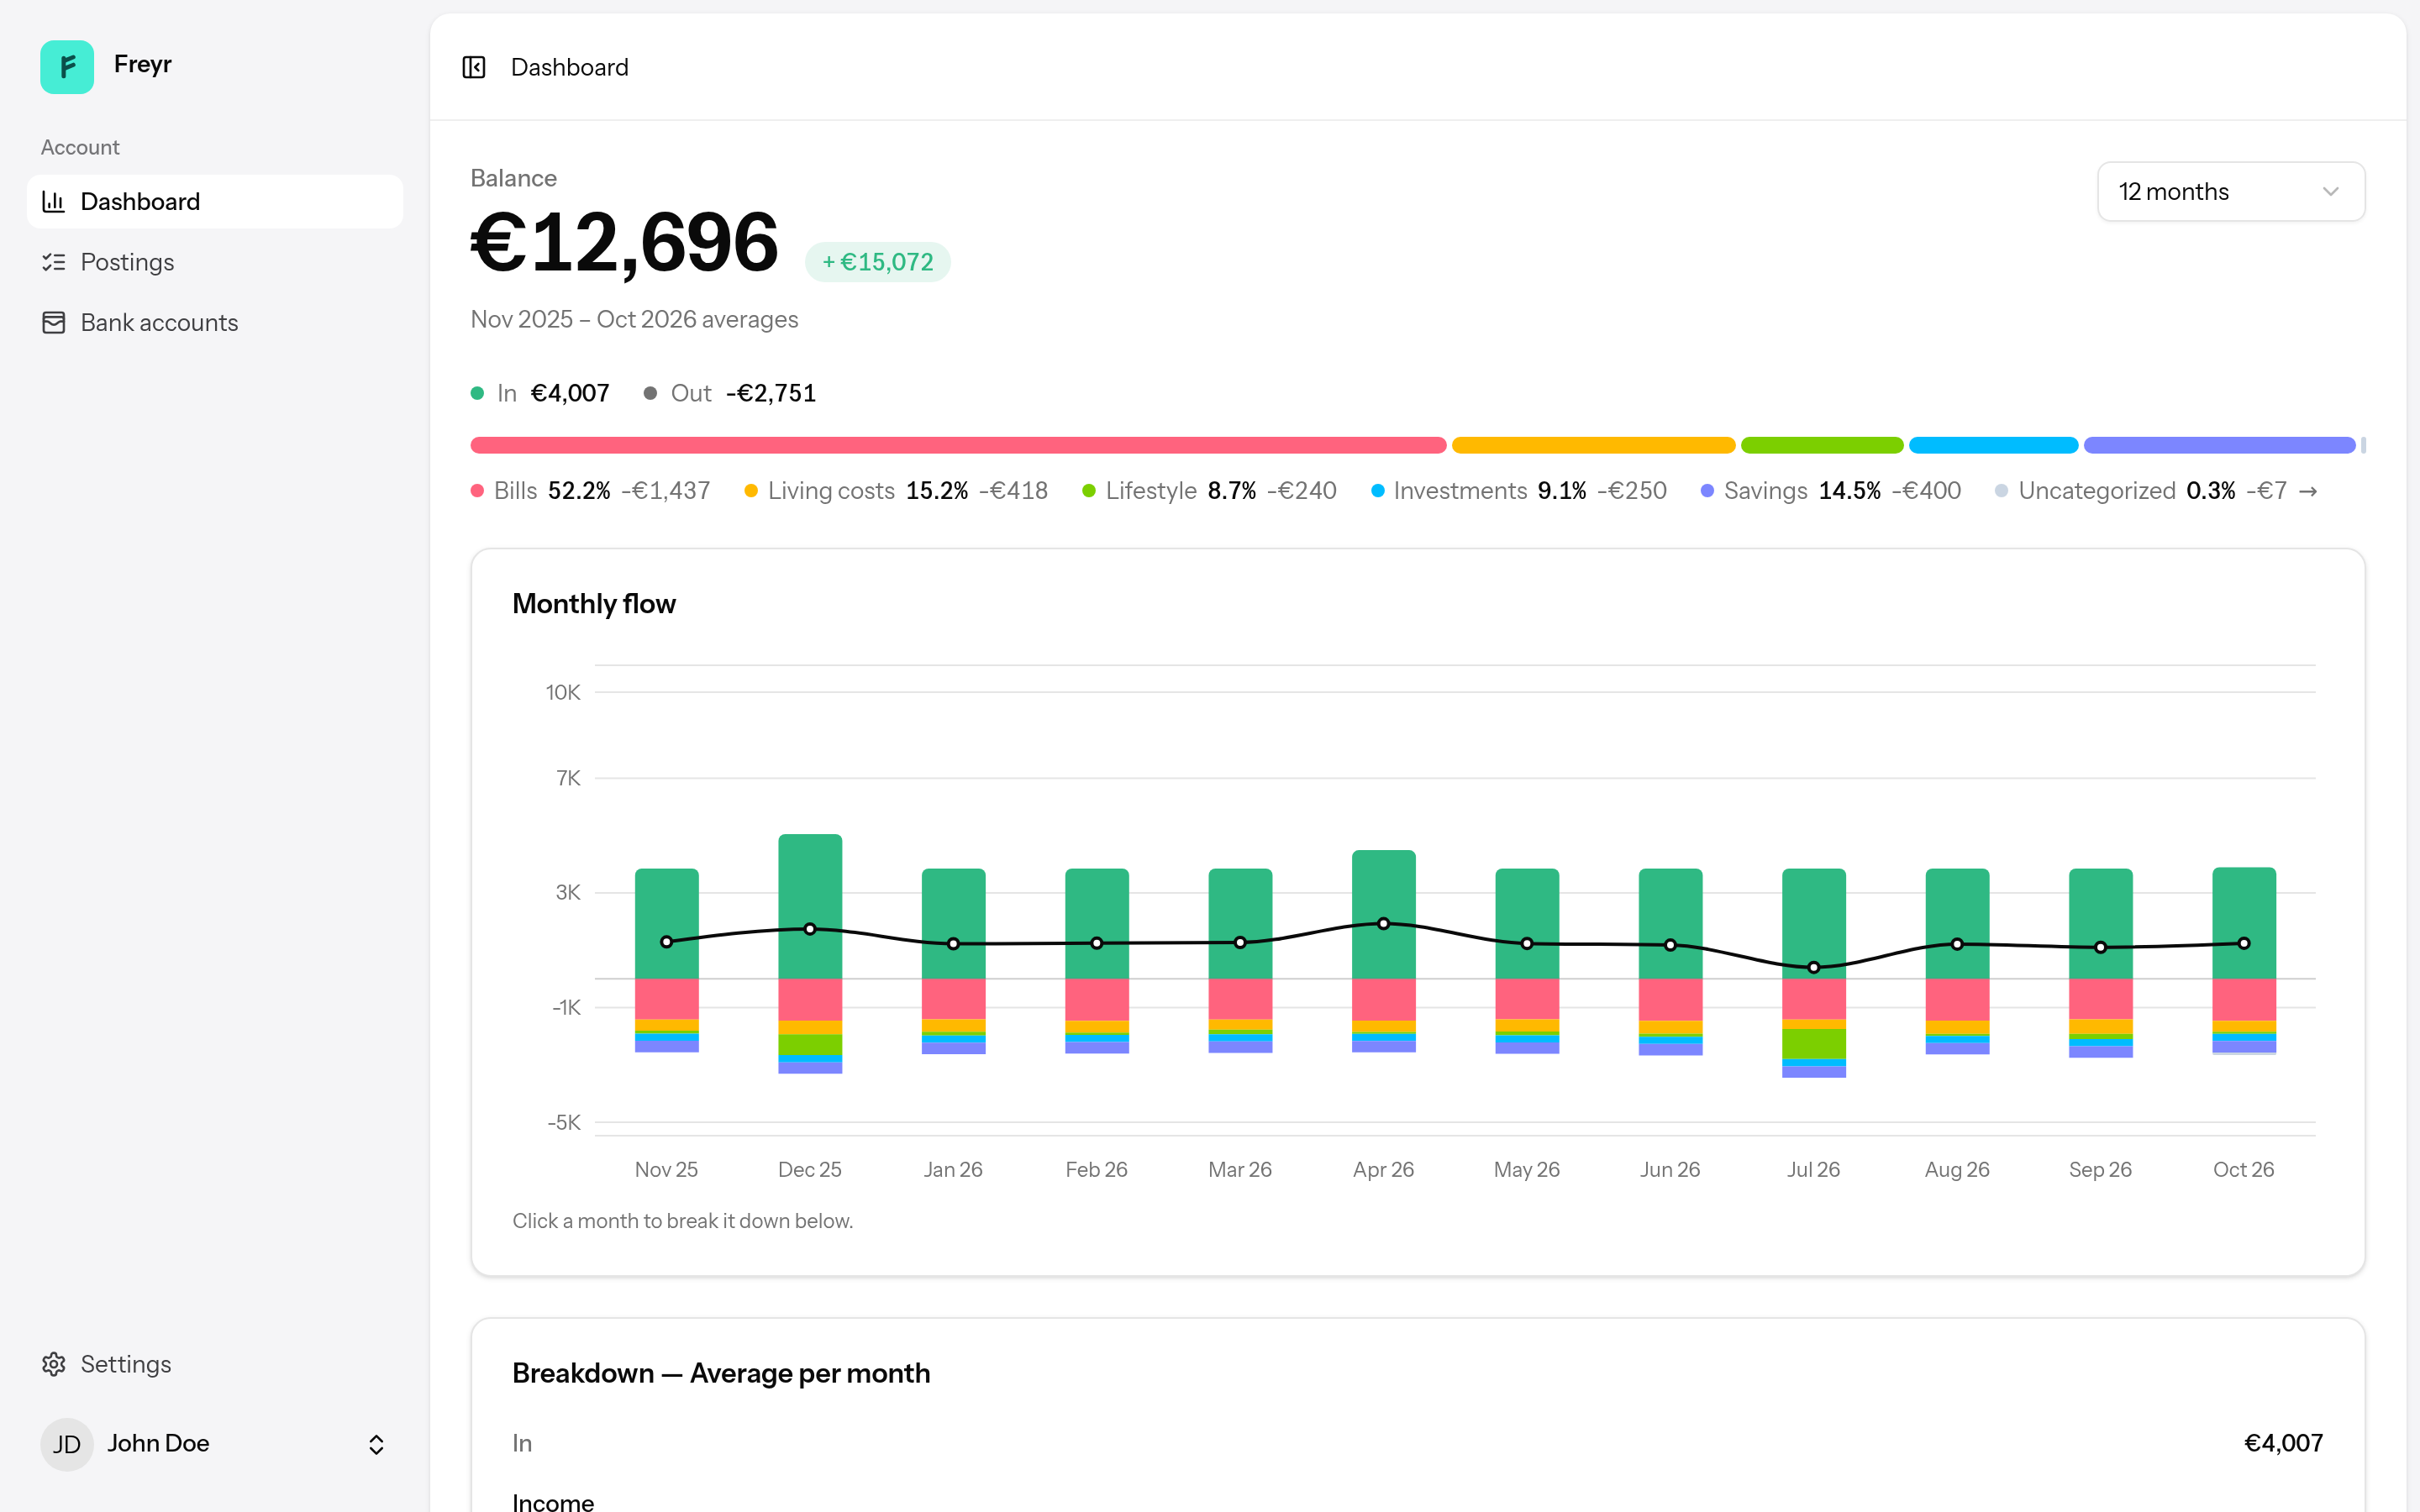 Freyr
Account
Dashboard
Postings
Bank accounts
Settings
JD John Doe
Dashboard
Balance
€12,696 + €15,072
12 months
Nov 2025 – Oct 2026 averages
In €4,007 Out -€2,751
Bills 52.2% -€1,437 Living costs 15.2% -€418 Lifestyle 8.7% -€240 Investments 9.1% -€250 Savings 14.5% -€400 Uncategorized 0.3% -€7 →
Monthly flow
10K
7K
3K
-1K
-5K
Nov 25 Dec 25 Jan 26 Feb 26 Mar 26 Apr 26 May 26 Jun 26 Jul 26 Aug 26 Sep 26 Oct 26
Click a month to break it down below.
Breakdown — Average per month
In €4,007
Income